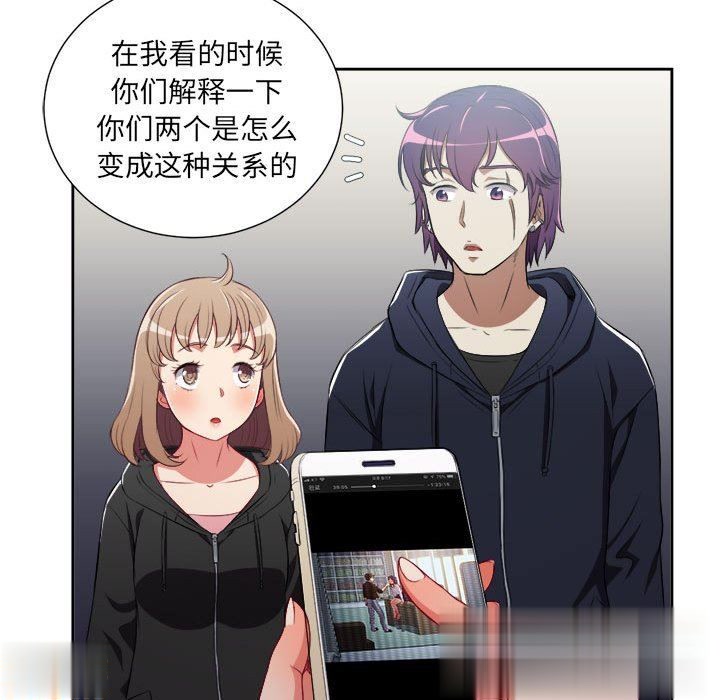 在我看的时候
你们解释一下
你们两个是怎么
变成这种关系的